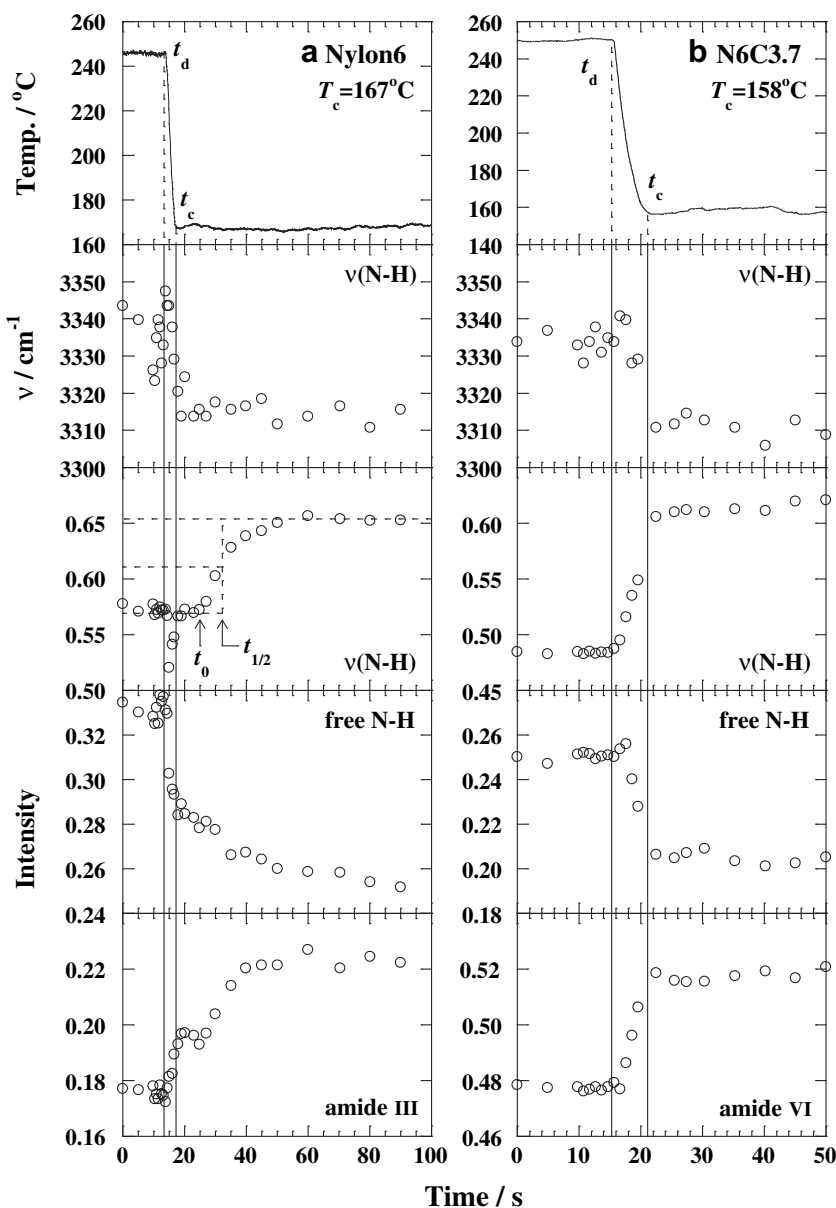 a Nylon6
T_c=167°C
t_d
t_c
Temp. / °C
260
240
220
200
180
160
b N6C3.7
T_c=158°C
t_d
t_c
260
240
220
200
180
160
140
ν(N-H)
ν / cm⁻¹
3350
3340
3330
3320
3310
3300
ν(N-H)
3350
3340
3330
3320
3310
3300
0.65
0.60
0.55
0.50
t_0
t_1/2
ν(N-H)
0.60
0.55
0.50
0.45
ν(N-H)
Intensity
free N-H
0.32
0.30
0.28
0.26
0.24
free N-H
0.26
0.24
0.22
0.20
0.18
0.22
0.20
0.18
0.16
amide III
0.52
0.50
0.48
0.46
amide VI
0 20 40 60 80 100
0 10 20 30 40 50
Time / s